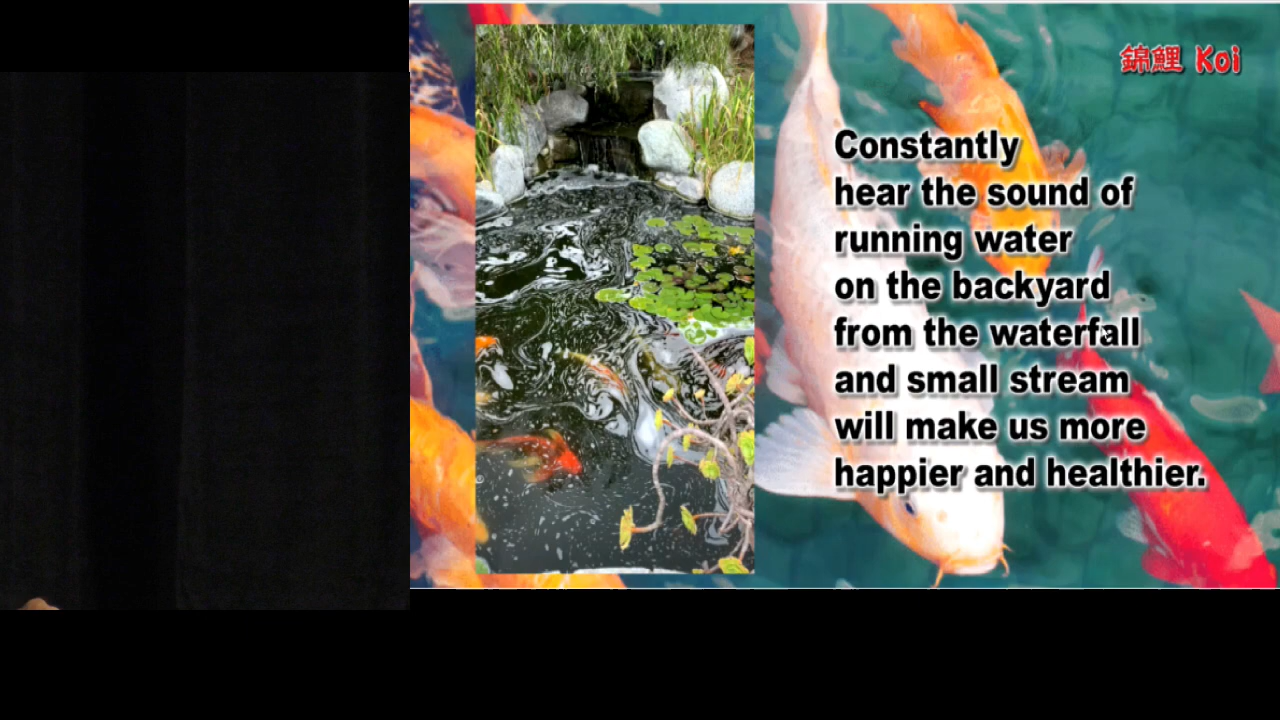 錦鯉 Koi
Constantly
hear the sound of
running water
on the backyard
from the waterfall
and small stream
will make us more
happier and healthier.